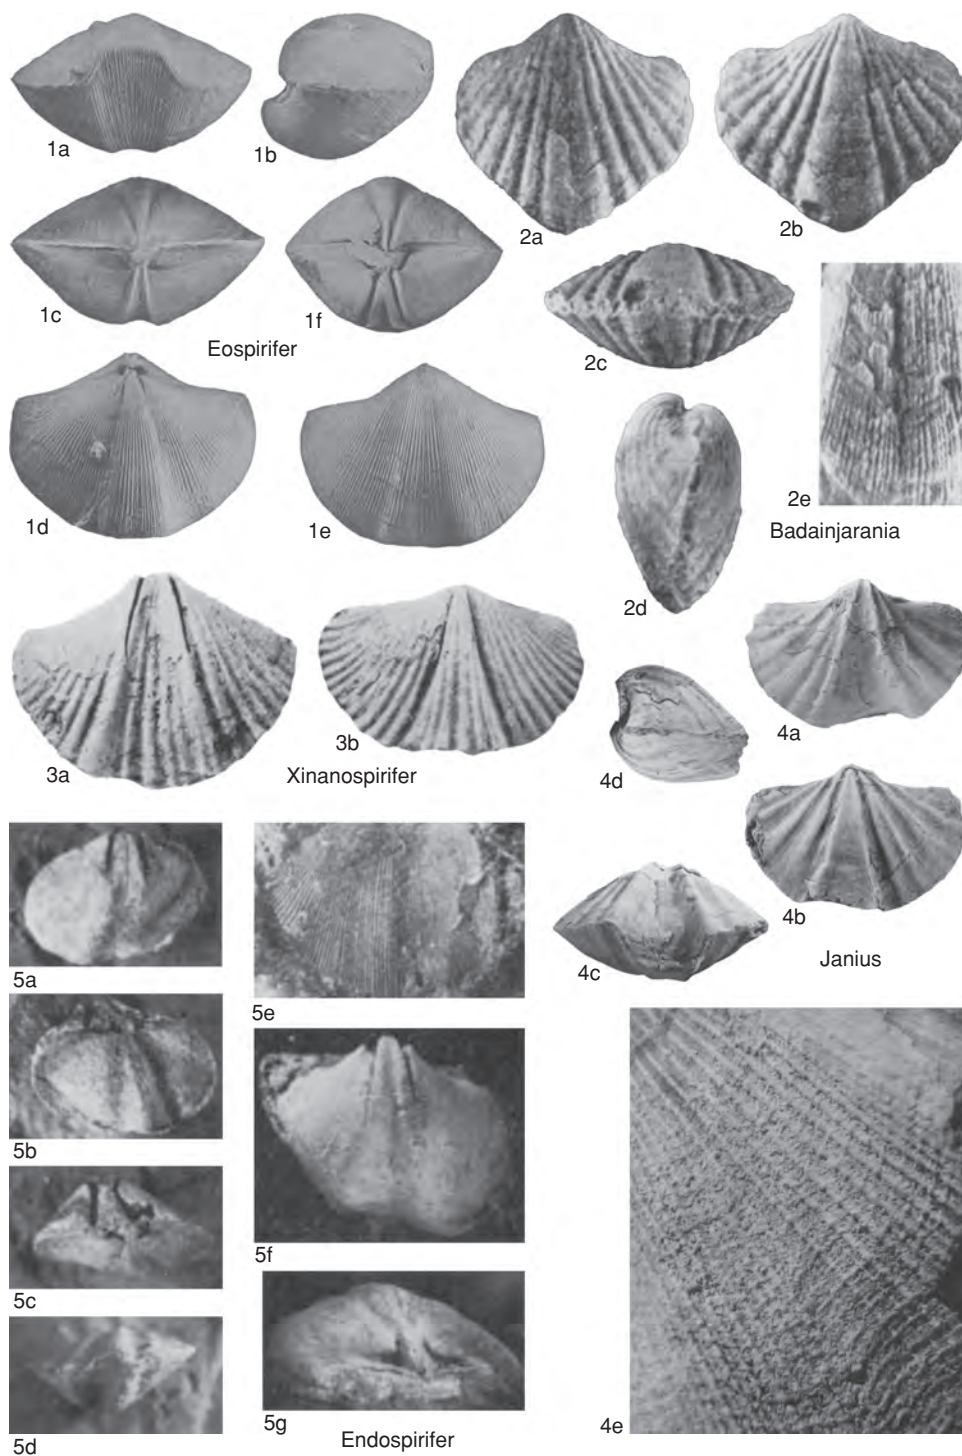 1a
1b
2a
2b
1c
1f
Eospirifer
2c
2e
1d
1e
Badainjarania
2d
3a
3b
Xinanospirifer
4d
4a
4b
4c
Janius
5a
5e
5b
5f
5c
5g
4e
Endospirifer
5d